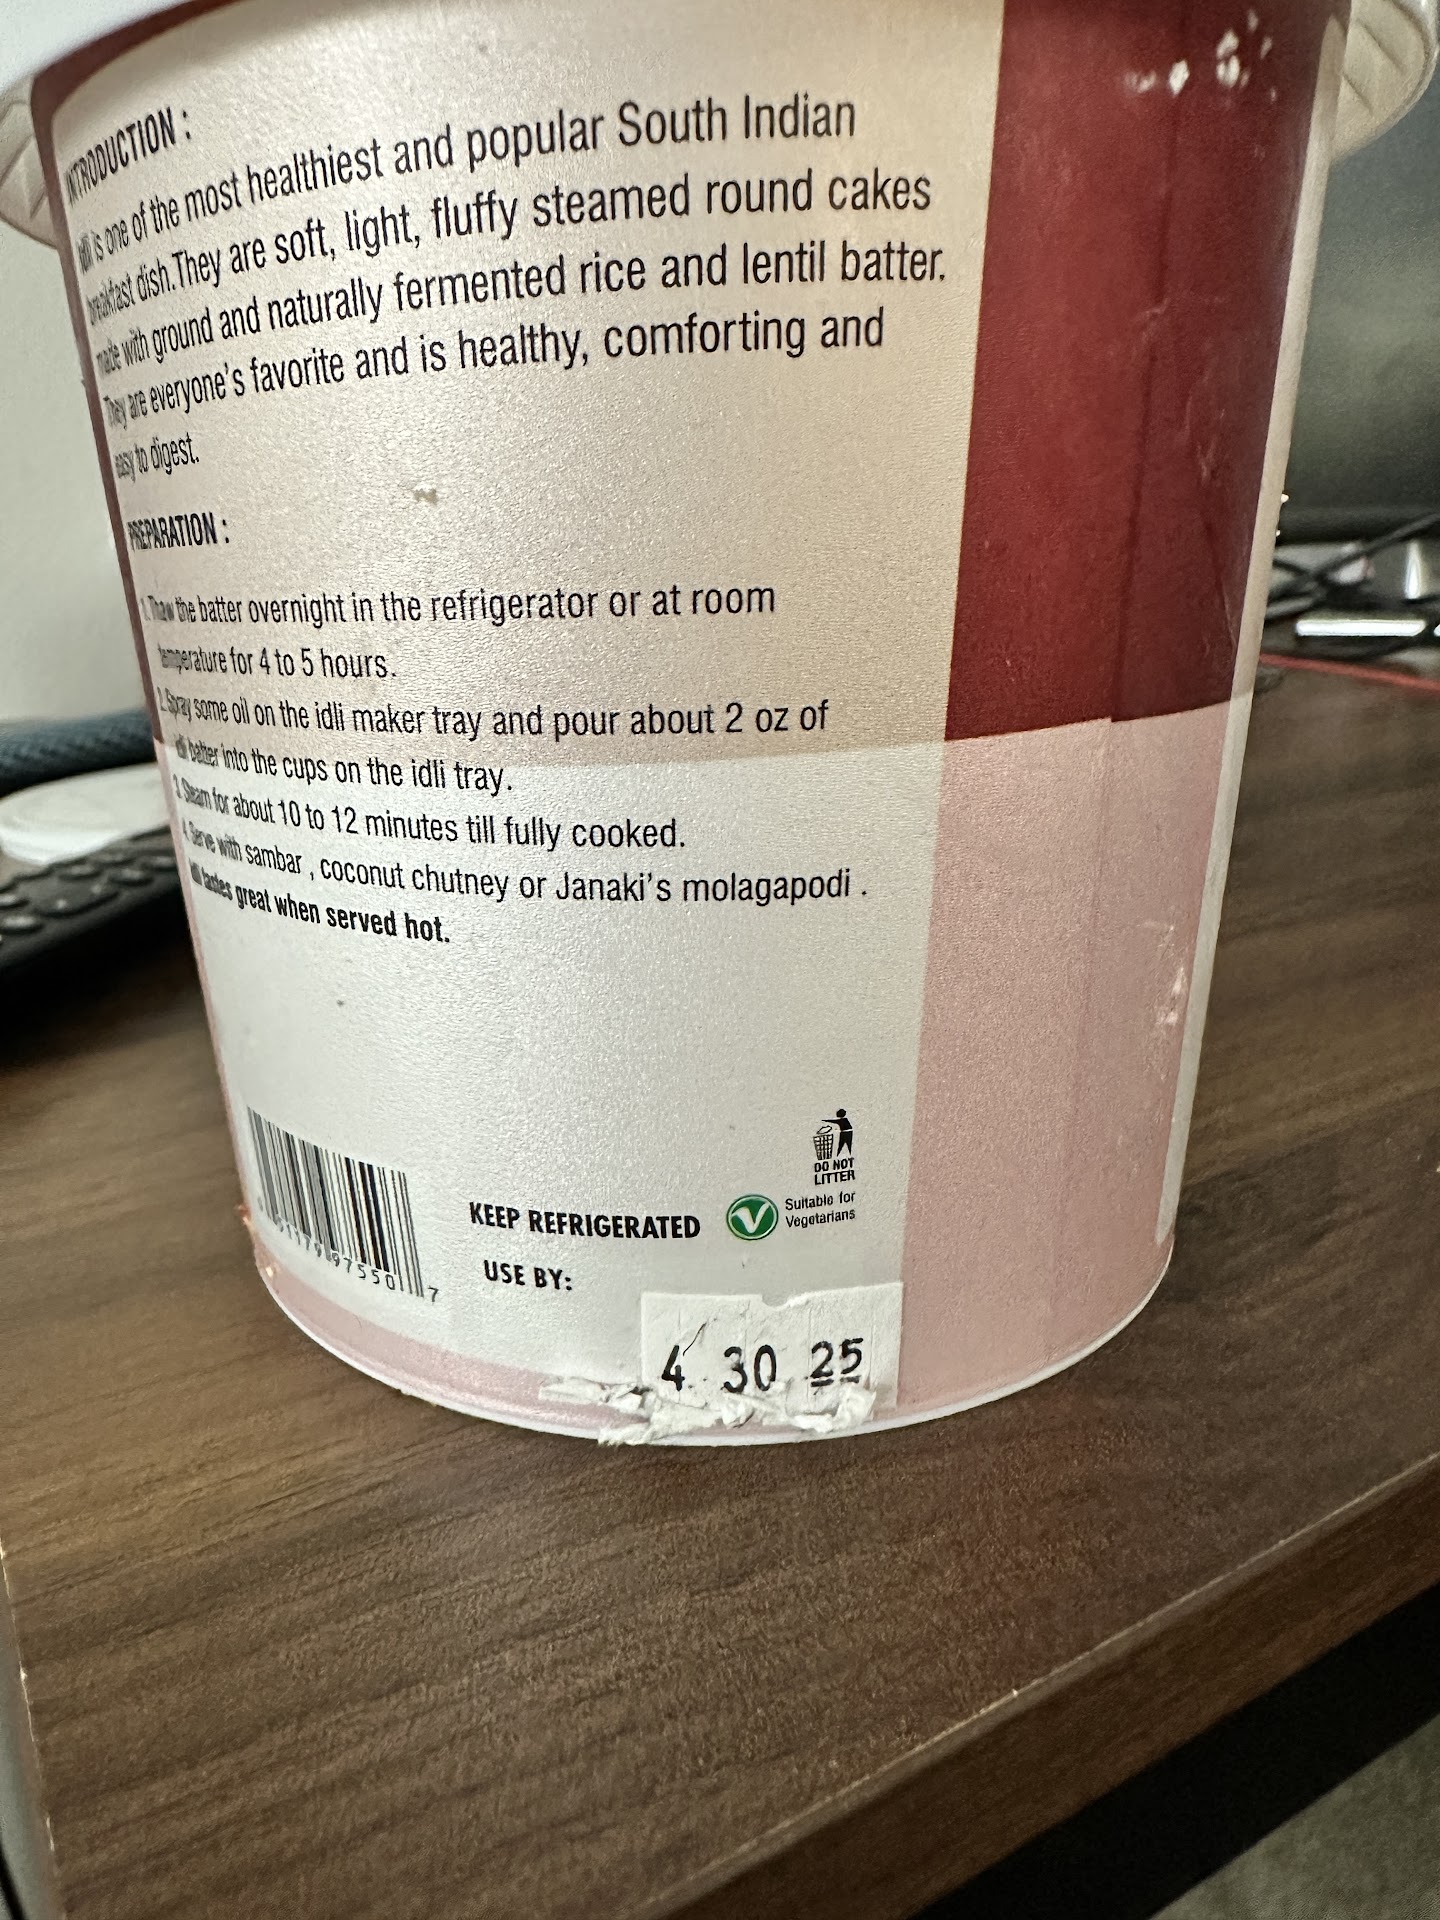 INTRODUCTION :
Idli is one of the most healthiest and popular South Indian
breakfast dish.They are soft, light, fluffy steamed round cakes
made with ground and naturally fermented rice and lentil batter.
They are everyone's favorite and is healthy, comforting and
easy to digest.
PREPARATION :
1. Thaw the batter overnight in the refrigerator or at room
temperature for 4 to 5 hours.
2. Spray some oil on the idli maker tray and pour about 2 oz of
idli batter into the cups on the idli tray.
3. Steam for about 10 to 12 minutes till fully cooked.
4. Serve with sambar , coconut chutney or Janaki's molagapodi .
Idli tastes great when served hot.
DO NOT
LITTER
Suitable for
Vegetarians
KEEP REFRIGERATED
V
USE BY:
4 30 25
97550 7